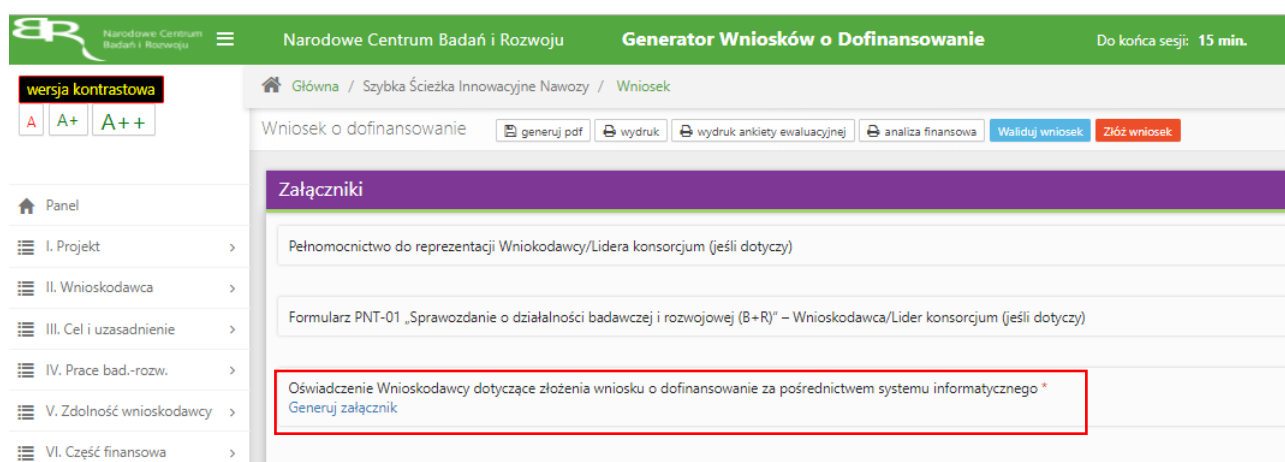 Narodowe Centrum
Badań i Rozwoju
Narodowe Centrum Badań i Rozwoju Generator Wniosków o Dofinansowanie Do końca sesji: 15 min.
wersja kontrastowa
A A+ A++
Główna / Szybka Ścieżka Innowacyjne Nawozy / Wniosek
Wniosek o dofinansowanie generuj pdf wydruk wydruk ankiety ewaluacyjnej analiza finansowa Waliduj wniosek Złóż wniosek
Panel
I. Projekt
II. Wnioskodawca
III. Cel i uzasadnienie
IV. Prace bad.-rozw.
V. Zdolność wnioskodawcy
VI. Część finansowa
Załączniki
Pełnomocnictwo do reprezentacji Wniokodawcy/Lidera konsorcjum (jeśli dotyczy)
Formularz PNT-01 „Sprawozdanie o działalności badawczej i rozwojowej (B+R)” – Wnioskodawca/Lider konsorcjum (jeśli dotyczy)
Oświadczenie Wnioskodawcy dotyczące złożenia wniosku o dofinansowanie za pośrednictwem systemu informatycznego *
Generuj załącznik